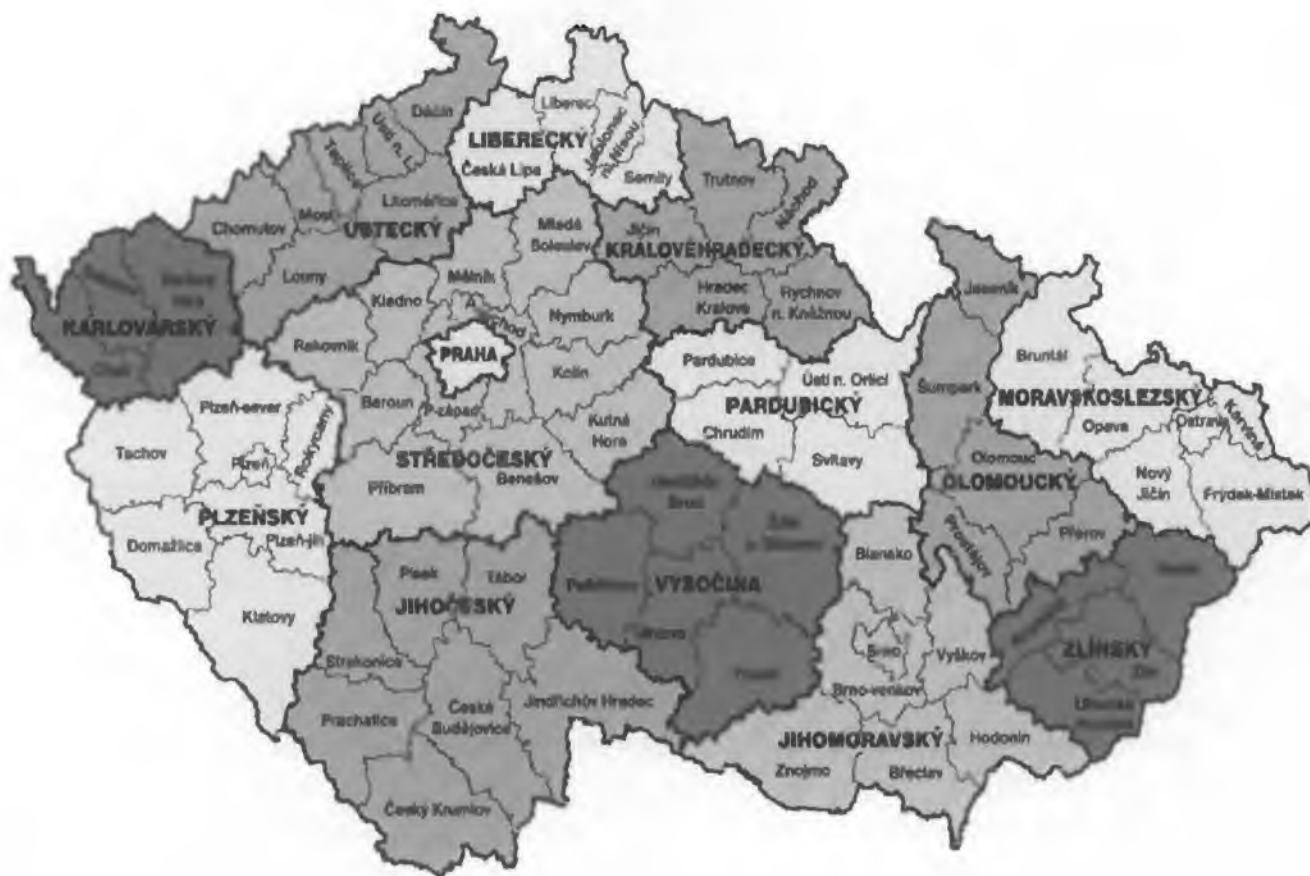 Děčín
Ústí n. L.
Teplice
Liberec
LIBERECKÝ
Jablonec
n. Nisou
Česká Lípa
Semily
Trutnov
Náchod
Litoměřice
Most
Chomutov
ÚSTECKÝ
Louny
Mladá
Boleslav
Jičín
KRÁLOVÉHRADECKÝ
Mělník
Hradec
Králové
Rychnov
n. Kněžnou
Jeseník
Kladno
KARLOVARSKÝ
Nymburk
Rakovník
PRAHA
Kolín
Pardubice
Ústí n. Orlicí
Šumperk
Bruntál
MORAVSKOSLEZSKÝ
Karviná
Ostrava
Opava
Plzeň-sever
Beroun
P-západ
Kutná
Hora
PARDUBICKÝ
Chrudim
Svitavy
Tachov
Rokycany
Plzeň
STŘEDOČESKÝ
Benešov
Příbram
Olomouc
OLOMOUCKÝ
Nový
Jičín
Frýdek-Místek
PLZEŇSKÝ
Plzeň-jih
Domažlice
Prostějov
Přerov
Blansko
Písek
Tábor
JIHOČESKÝ
VYSOČINA
Klatovy
Strakonice
Brno
Vyškov
ZLÍNSKÝ
Brno-venkov
Prachatice
České
Budějovice
Jindřichův Hradec
JIHOMORAVSKÝ
Hodonín
Znojmo
Břeclav
Český Krumlov